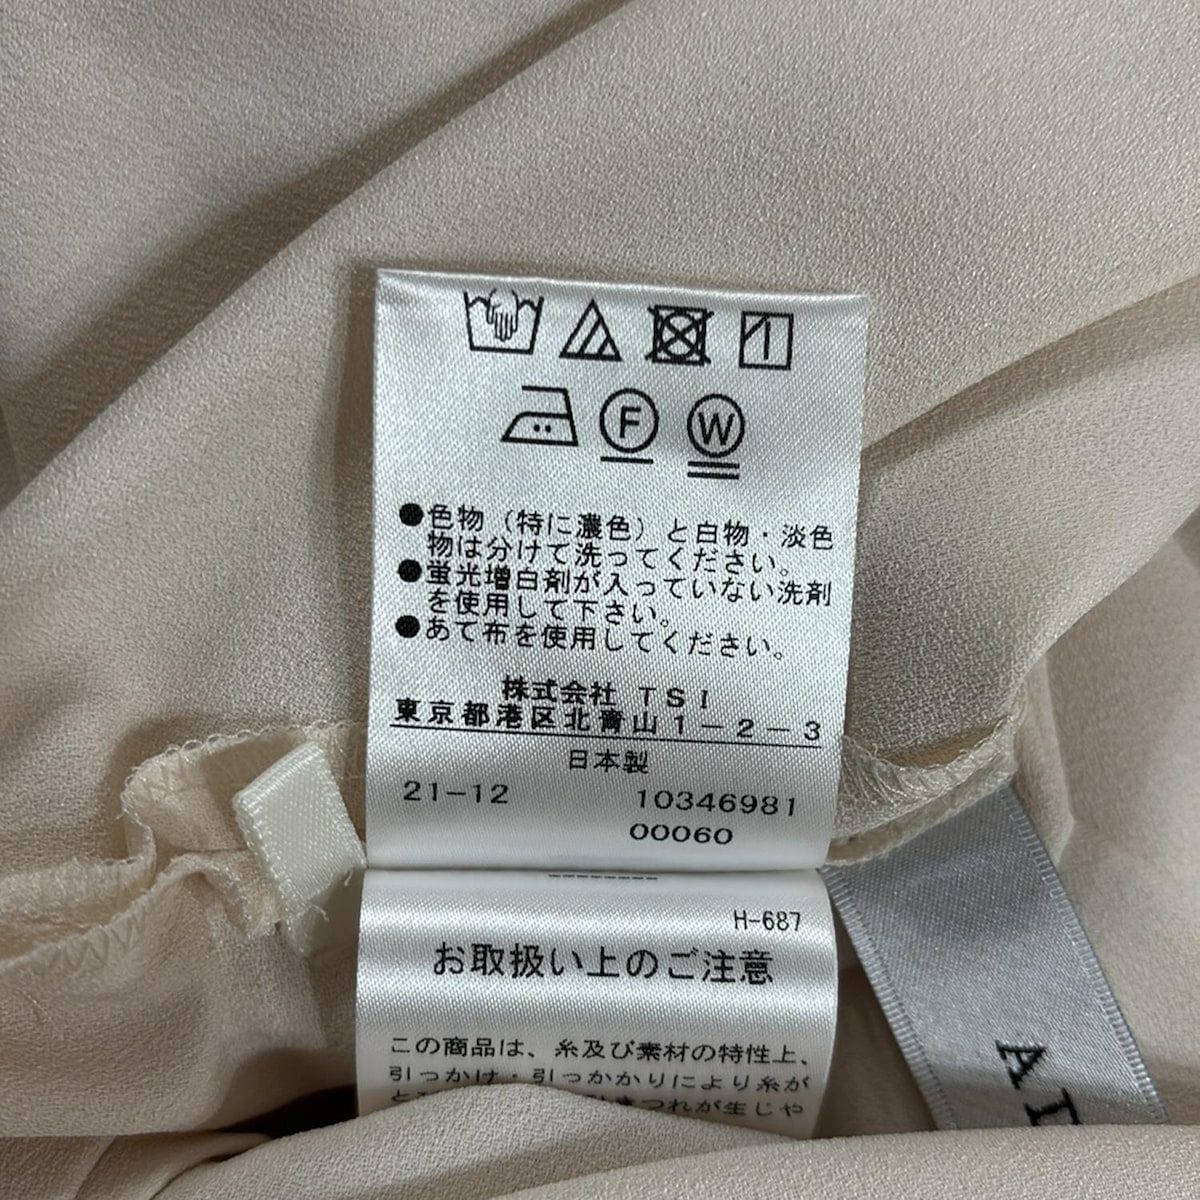 F W
●色物(特に濃色)と白物・淡色
物は分けて洗ってください。
●蛍光増白剤が入っていない洗剤
を使用して下さい。
●あて布を使用してください。
株式会社 TSI
東京都港区北青山1-2-3
日本製
21-12 10346981
00060
H-687
お取扱い上のご注意
この商品は、糸及び素材の特性上、
引っかけ・引っかかりにより糸が
つれが生じや
A